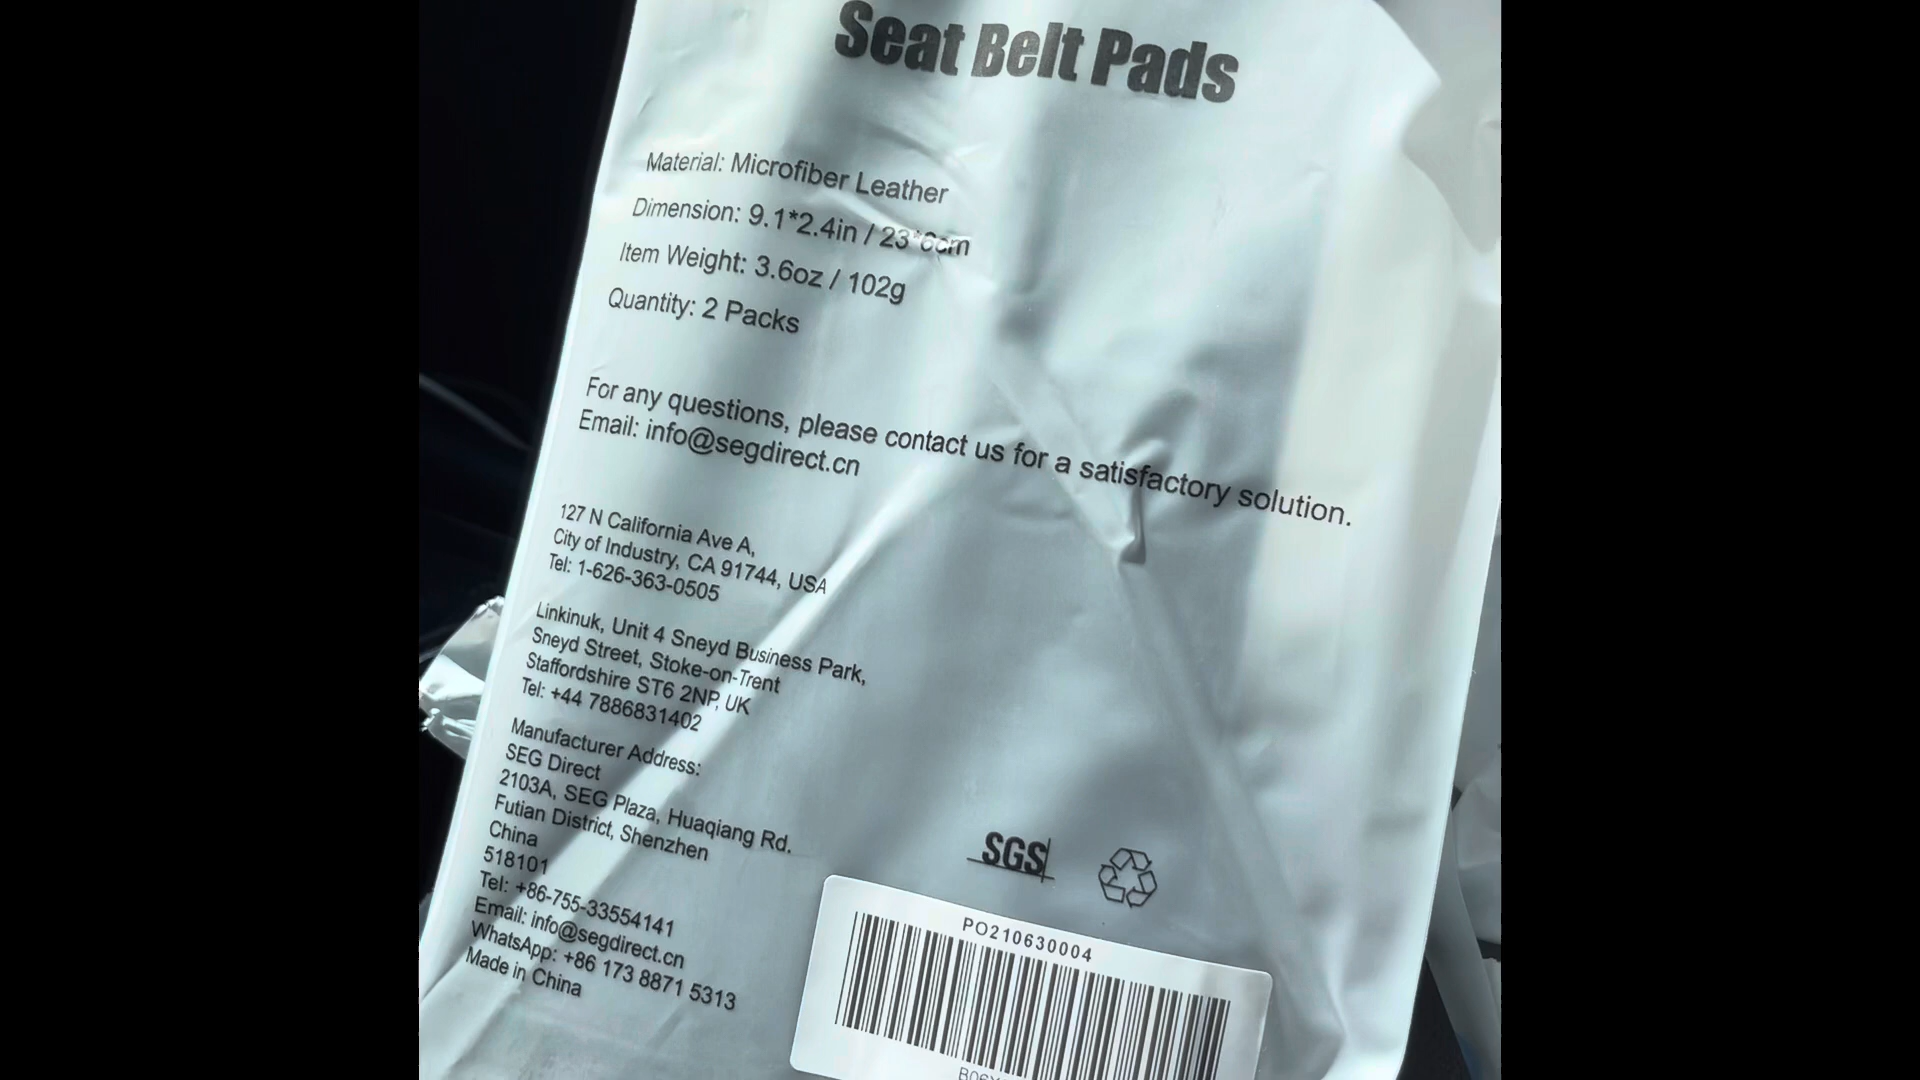 Seat Belt Pads
Material: Microfiber Leather
Dimension: 9.1*2.4in / 23*6cm
Item Weight: 3.6oz / 102g
Quantity: 2 Packs
For any questions, please contact us for a satisfactory solution.
Email: info@segdirect.cn
127 N California Ave A,
City of Industry, CA 91744, USA
Tel: 1-626-363-0505
Linkinuk, Unit 4 Sneyd Business Park,
Sneyd Street, Stoke-on-Trent
Staffordshire ST6 2NP, UK
Tel: +44 7886831402
Manufacturer Address:
SEG Direct
2103A, SEG Plaza, Huaqiang Rd.
Futian District, Shenzhen
China
518101
Tel: +86-755-33554141
Email: info@segdirect.cn
WhatsApp: +86 173 8871 5313
Made in China
SGS
PO210630004